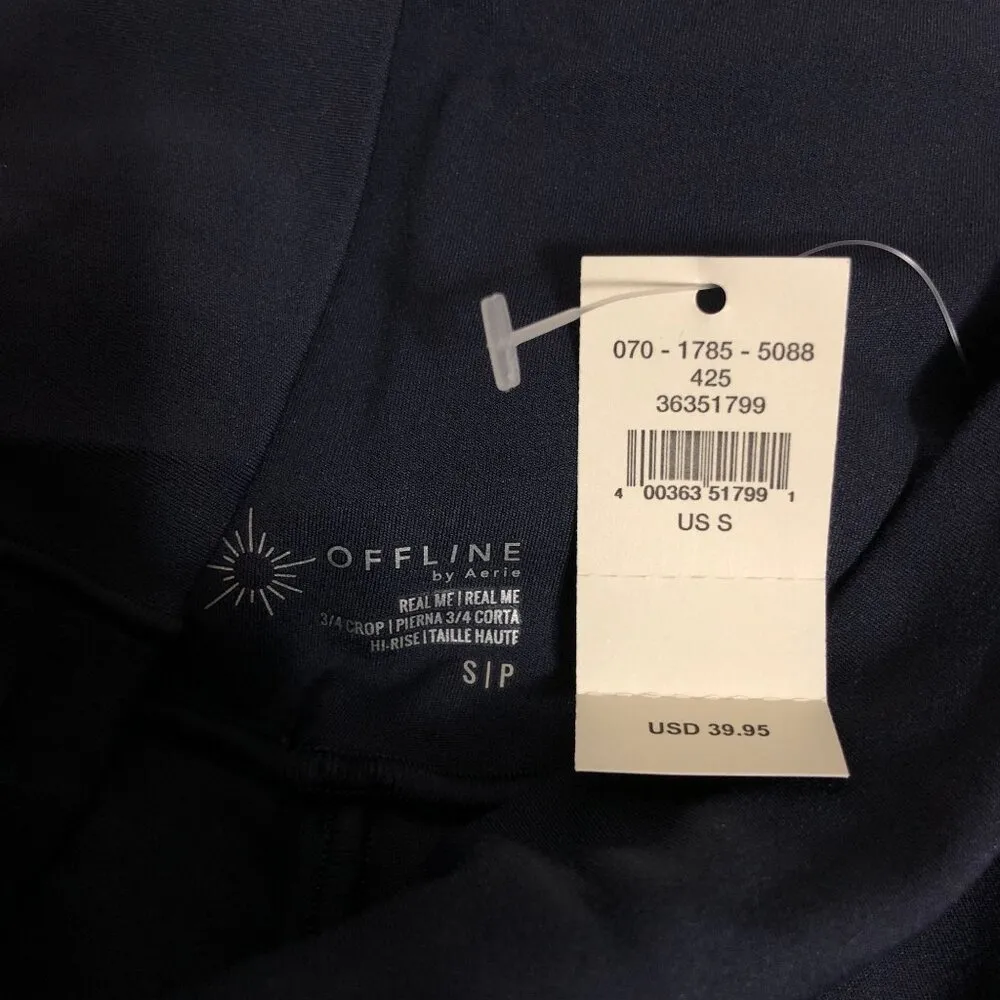 070 - 1785 - 5088
425
36351799
4 00363 51799 1
US S
USD 39.95
OFFLINE
by Aerie
REAL ME | REAL ME
3/4 CROP | PIERNA 3/4 CORTA
HI-RISE | TAILLE HAUTE
S | P